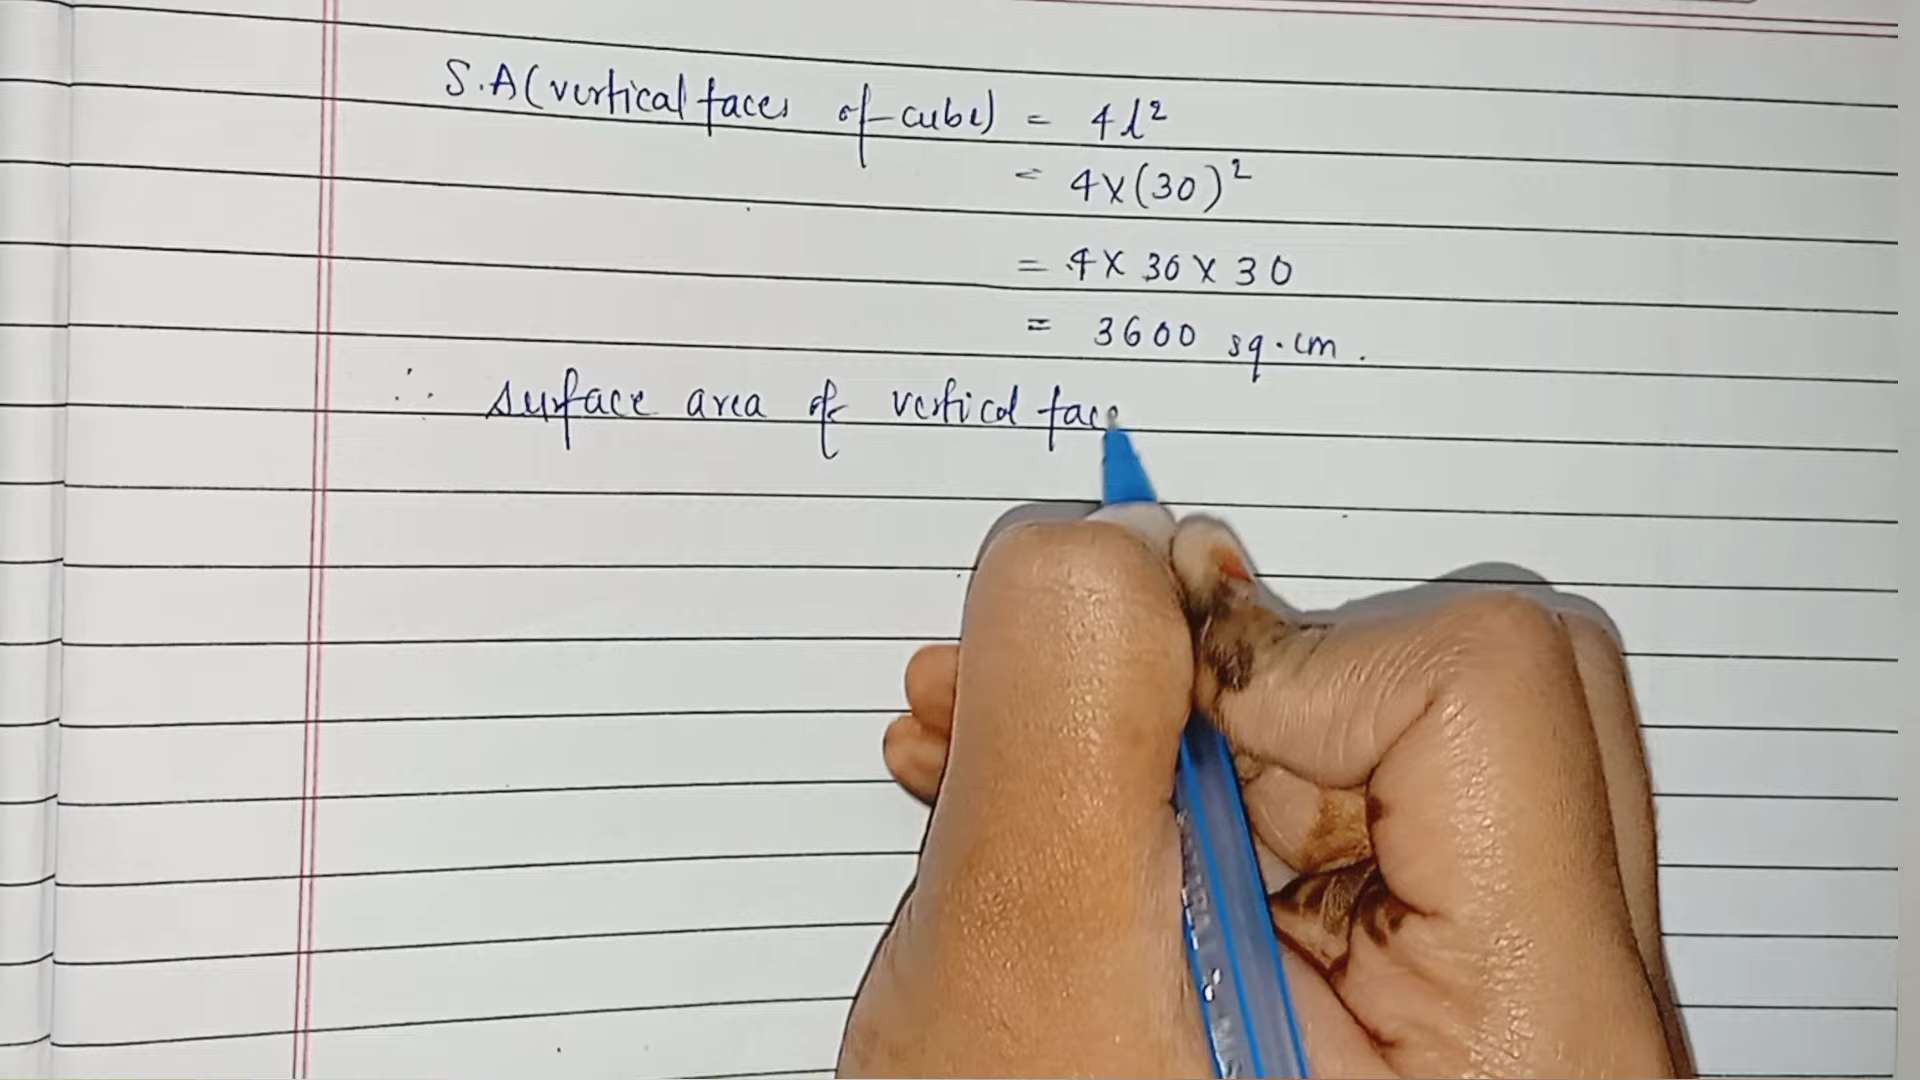 S.A (vertical faces of cube) = 4l²
= 4×(30)²
= 4× 30 × 30
= 3600 sq.cm.
∴ surface area of vertical face